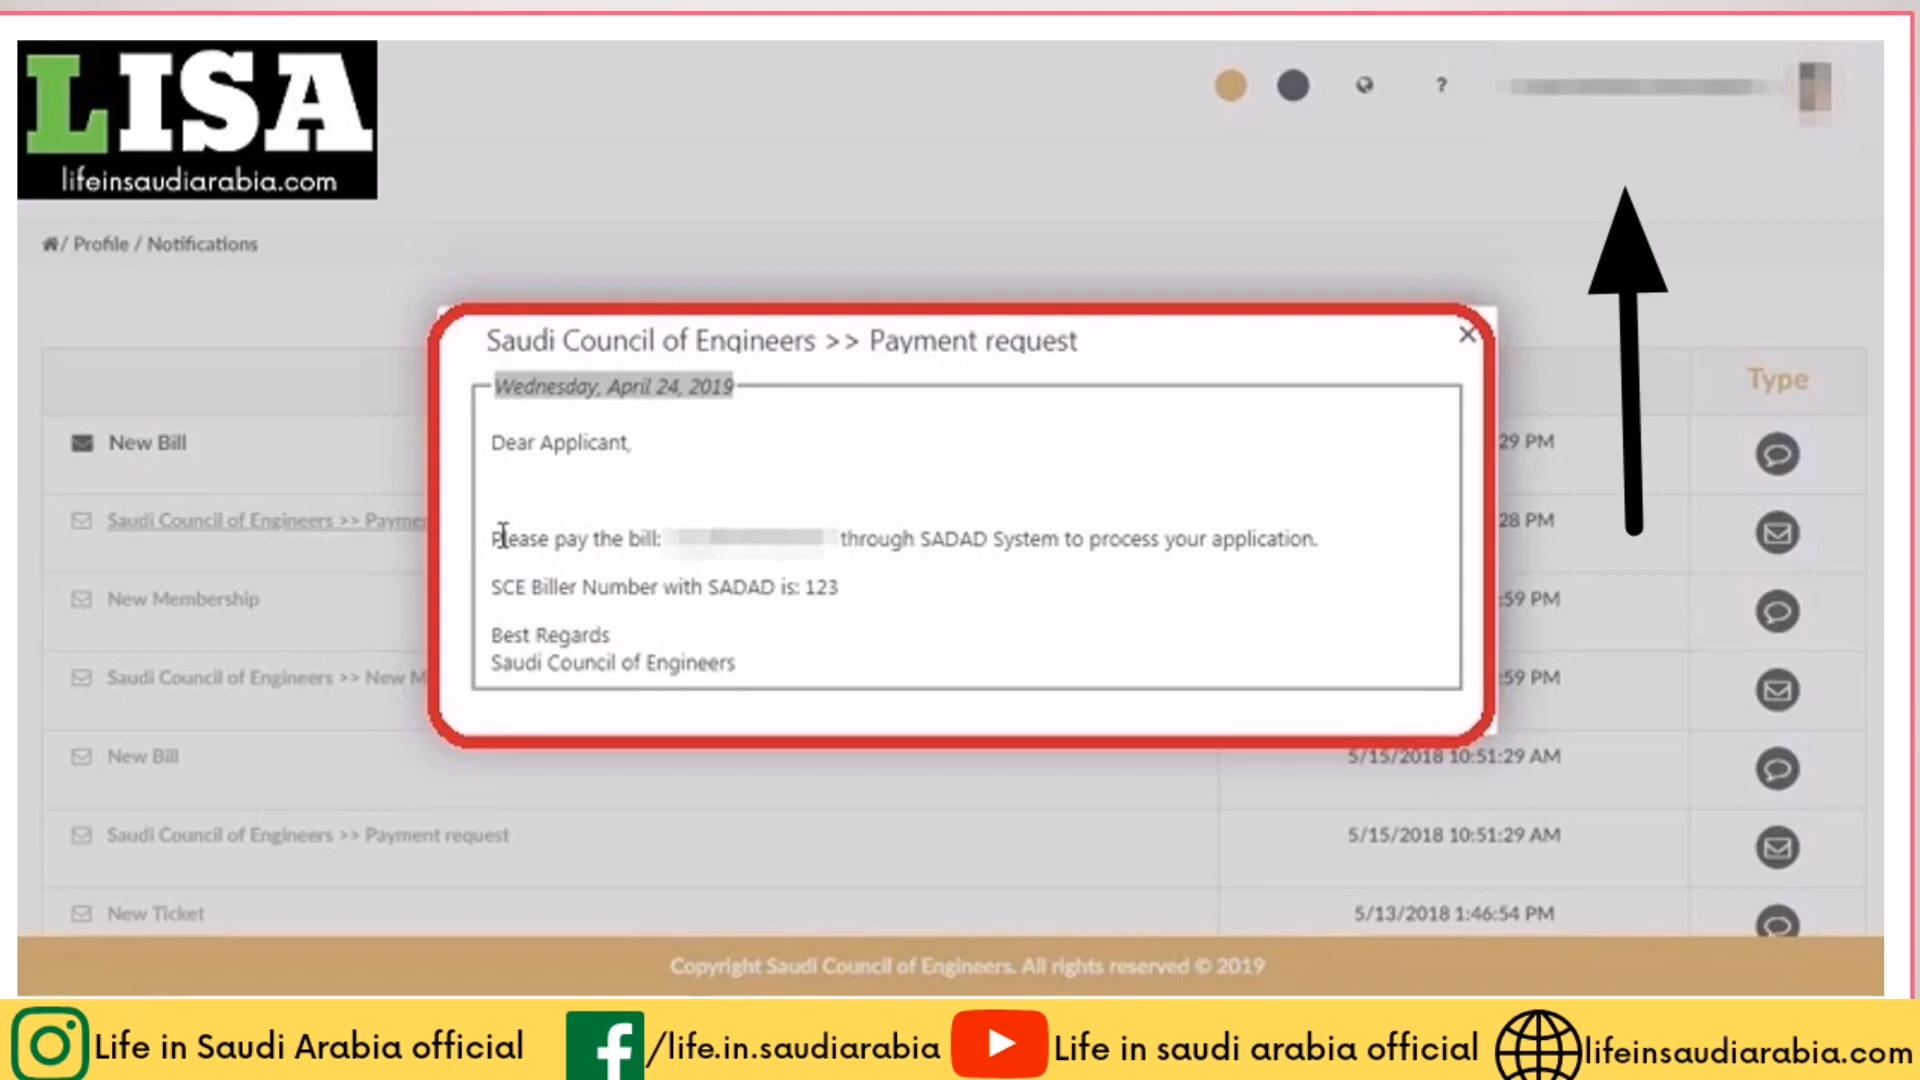 LISA
lifeinsaudiarabia.com
?
/ Profile / Notifications
Saudi Council of Engineers >> Payment request
×
Wednesday, April 24, 2019
Dear Applicant,
Please pay the bill: through SADAD System to process your application.
SCE Biller Number with SADAD is: 123
Best Regards
Saudi Council of Engineers
Type
New Bill
29 PM
Saudi Council of Engineers >>
28 PM
New Membership
:59 PM
Saudi Council of Engineers >> New
:59 PM
New Bill
5/15/2018 10:51:29 AM
Saudi Council of Engineers >> Payment request
5/15/2018 10:51:29 AM
New Ticket
5/13/2018 1:46:54 PM
Copyright Saudi Council of Engineers. All rights reserved © 2019
Life in Saudi Arabia official
/life.in.saudiarabia
Life in saudi arabia official
lifeinsaudiarabia.com